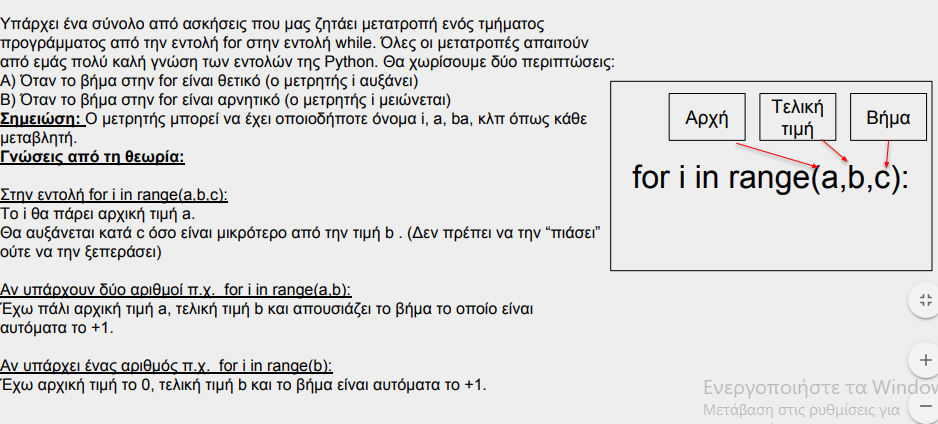 Υπάρχει ένα σύνολο από ασκήσεις που μας ζητάει μετατροπή ενός τμήματος
προγράμματος από την εντολή for στην εντολή while. Όλες οι μετατροπές απαιτούν
από εμάς πολύ καλή γνώση των εντολών της Python. Θα χωρίσουμε δύο περιπτώσεις:
Α) Όταν το βήμα στην for είναι θετικό (ο μετρητής i αυξάνει)
Β) Όταν το βήμα στην for είναι αρνητικό (ο μετρητής i μειώνεται)
Σημείωση: Ο μετρητής μπορεί να έχει οποιοδήποτε όνομα i, a, ba, κλπ όπως κάθε
μεταβλητή.
Γνώσεις από τη θεωρία:
Στην εντολή for i in range(a,b,c):
Το i θα πάρει αρχική τιμή a.
Θα αυξάνεται κατά c όσο είναι μικρότερο από την τιμή b . (Δεν πρέπει να την “πιάσει”
ούτε να την ξεπεράσει)
Αν υπάρχουν δύο αριθμοί π.χ. for i in range(a,b):
Έχω πάλι αρχική τιμή a, τελική τιμή b και απουσιάζει το βήμα το οποίο είναι
αυτόματα το +1.
Αν υπάρχει ένας αριθμός π.χ. for i in range(b):
Έχω αρχική τιμή το 0, τελική τιμή b και το βήμα είναι αυτόματα το +1.
Αρχή
Τελική
τιμή
Βήμα
for i in range(a,b,c):
Ενεργοποιήστε τα Window
Μετάβαση στις ρυθμίσεις για